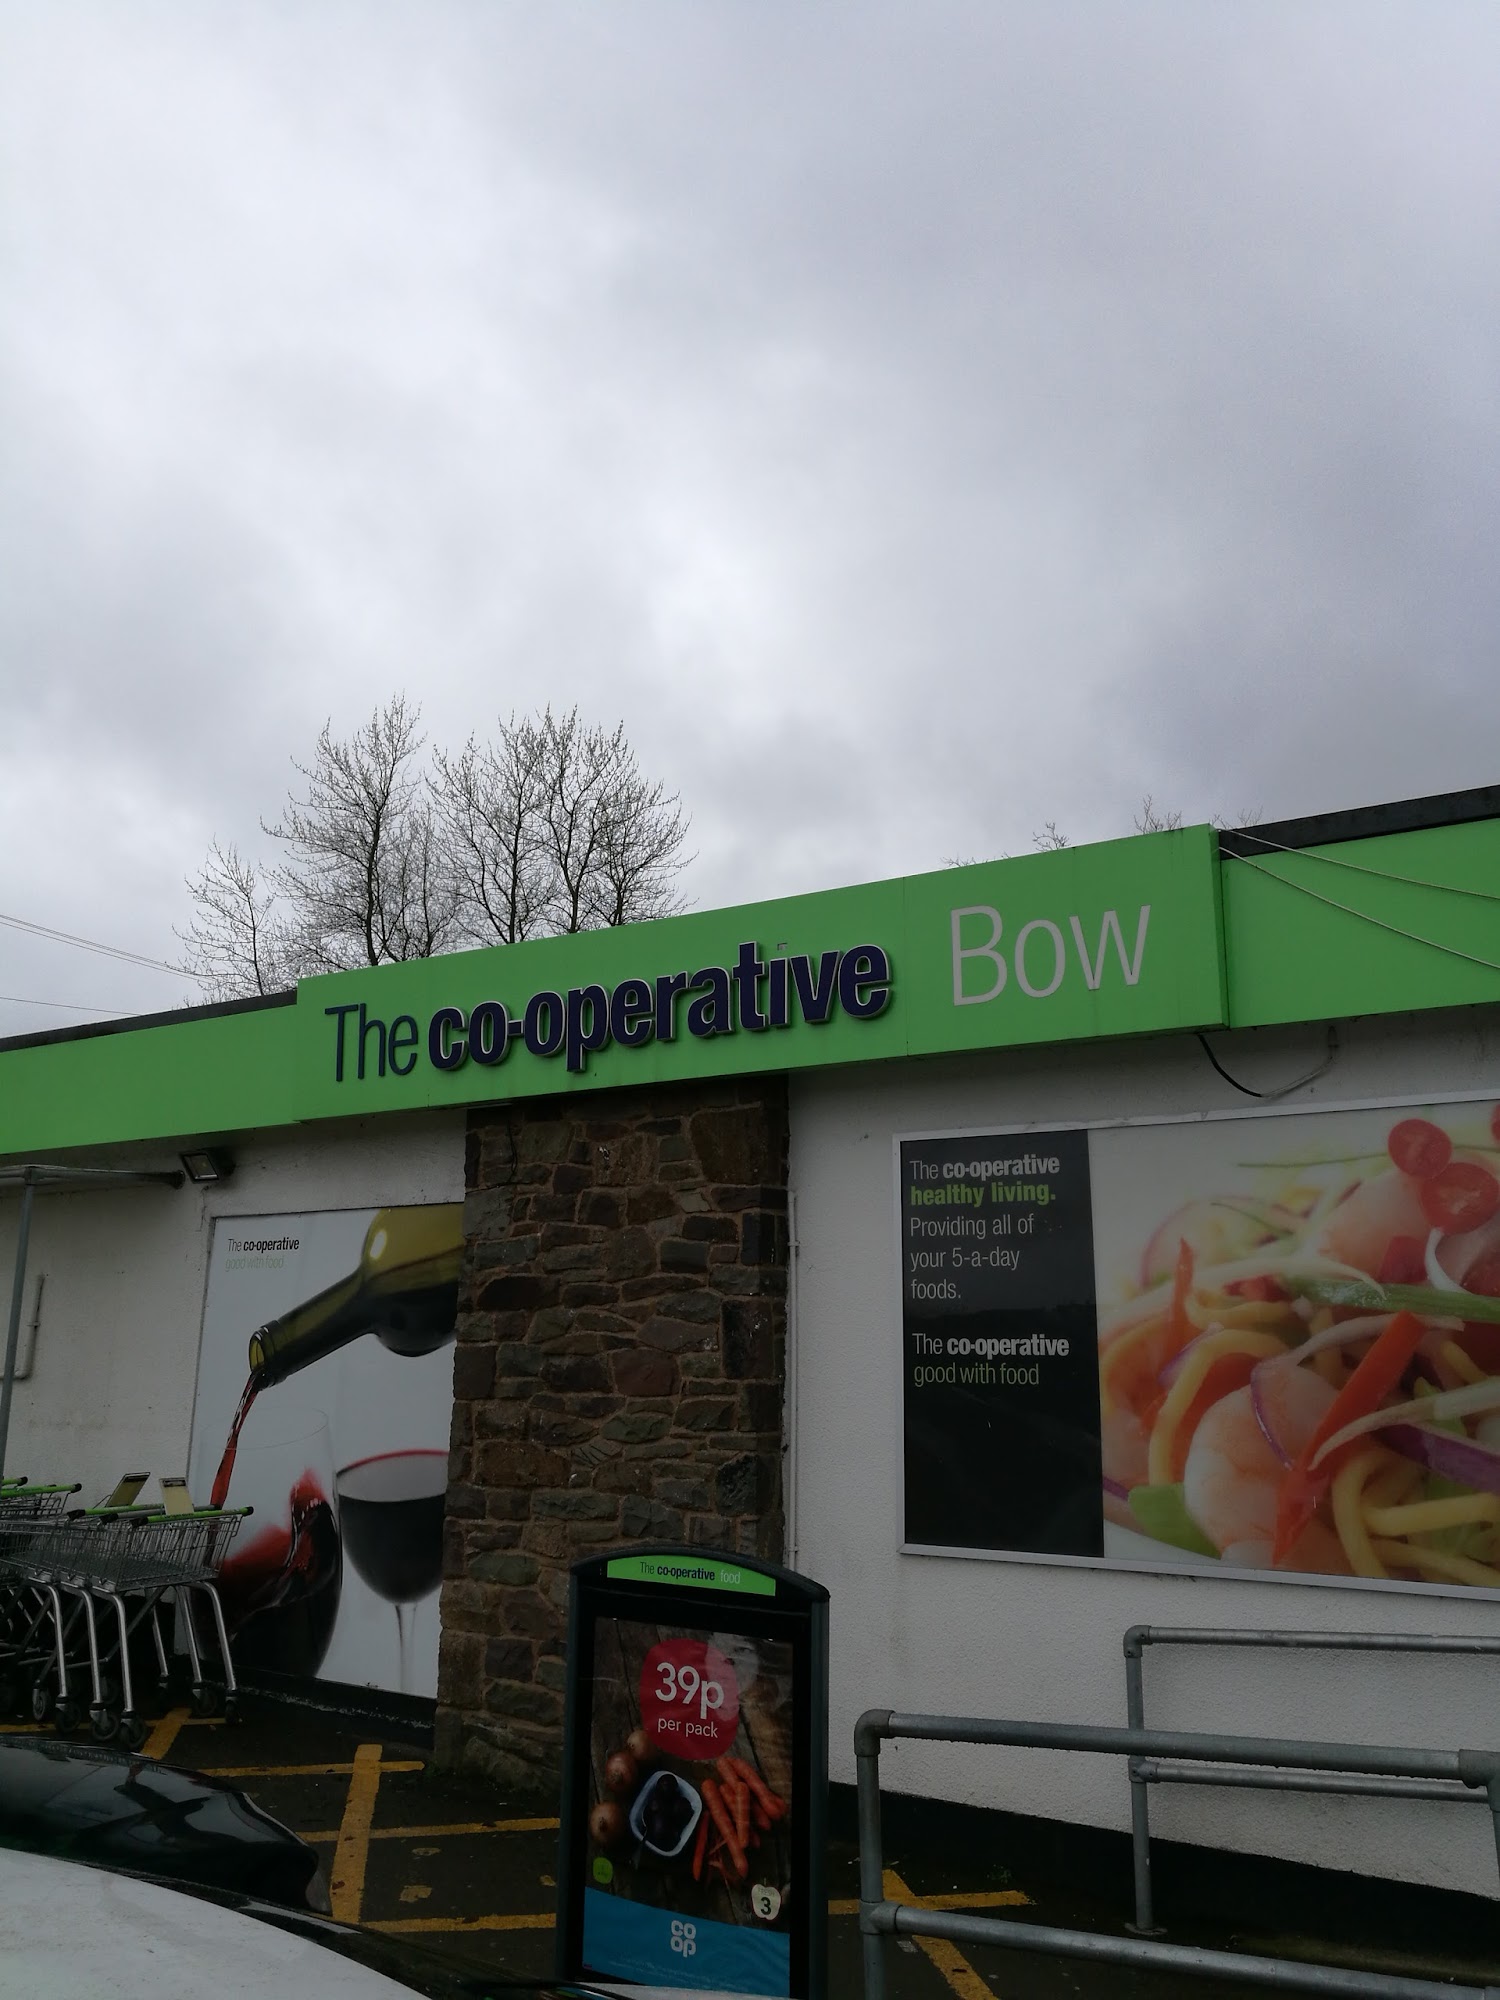 The co-operative Bow
The co-operative
good with food
The co-operative
healthy living.
Providing all of
your 5-a-day
foods.
The co-operative
good with food
The co-operative food
39p
per pack
3
CO
OP